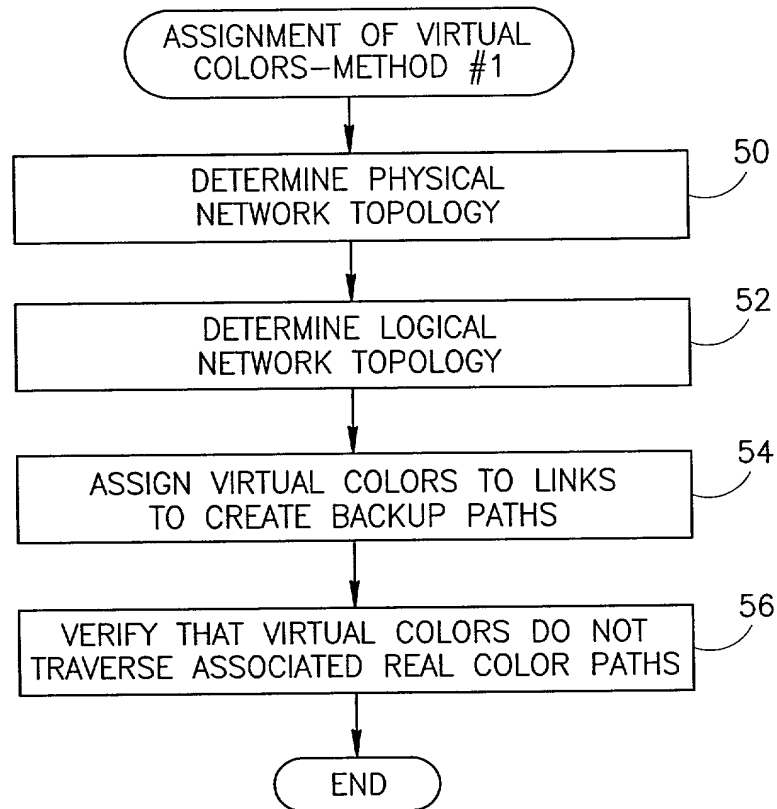 ASSIGNMENT OF VIRTUAL
COLORS-METHOD #1
50
DETERMINE PHYSICAL
NETWORK TOPOLOGY
52
DETERMINE LOGICAL
NETWORK TOPOLOGY
54
ASSIGN VIRTUAL COLORS TO LINKS
TO CREATE BACKUP PATHS
56
VERIFY THAT VIRTUAL COLORS DO NOT
TRAVERSE ASSOCIATED REAL COLOR PATHS
END